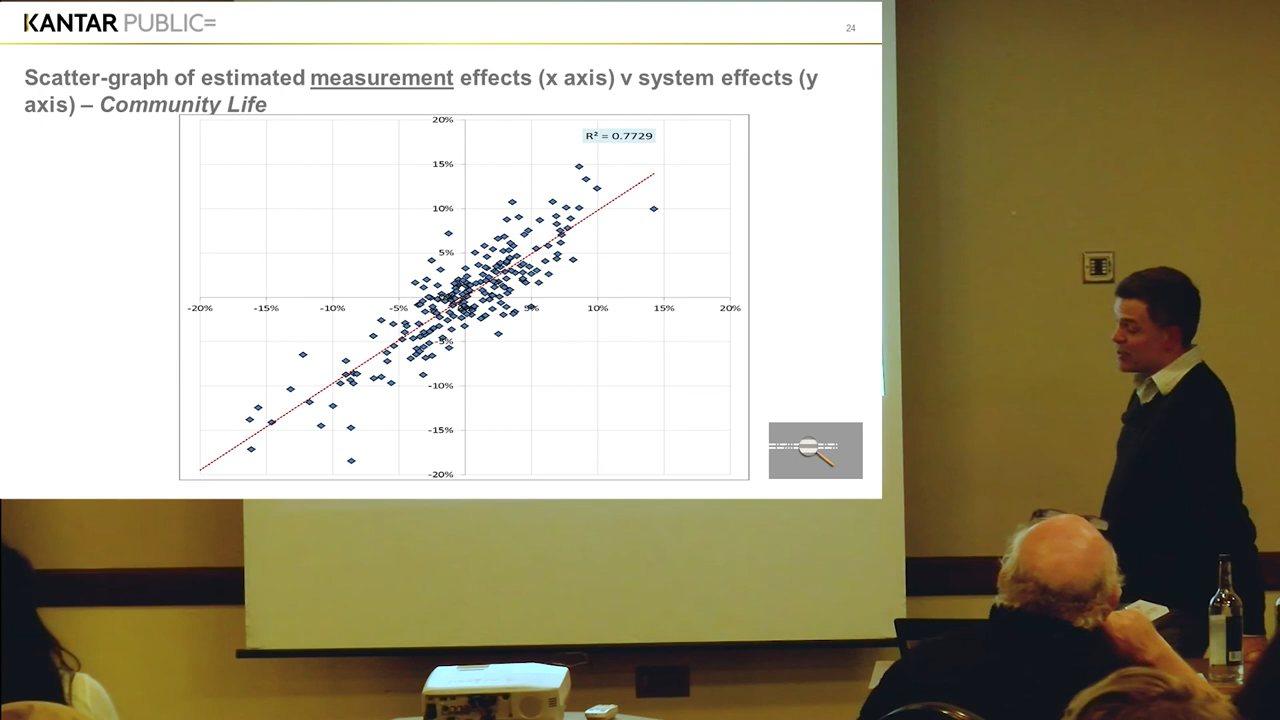 KANTAR PUBLIC=
24
Scatter-graph of estimated measurement effects (x axis) v system effects (y
axis) – Community Life
20%
R² = 0.7729
15%
10%
5%
-20% -15% -10% -5% 0% 5% 10% 15% 20%
-5%
-10%
-15%
-20%